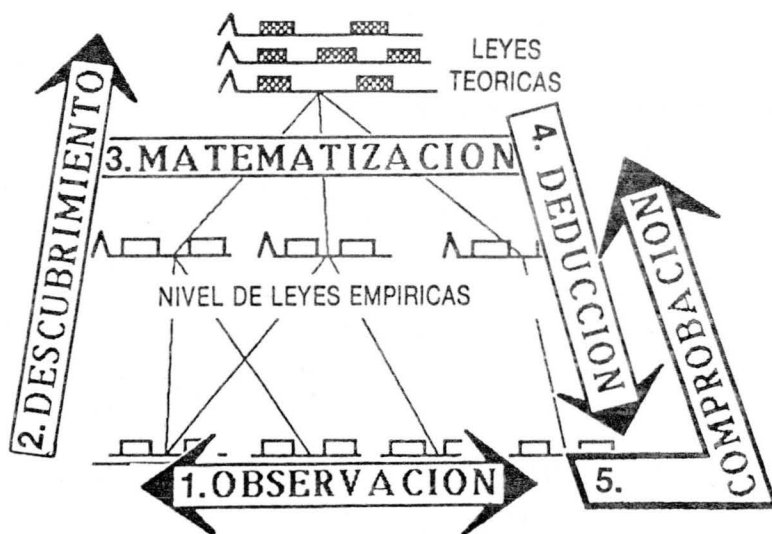 LEYES
TEORICAS
3. MATEMATIZACION
2. DESCUBRIMIENTO
4. DEDUCCION
COMPROBACION
NIVEL DE LEYES EMPIRICAS
1. OBSERVACION
5.